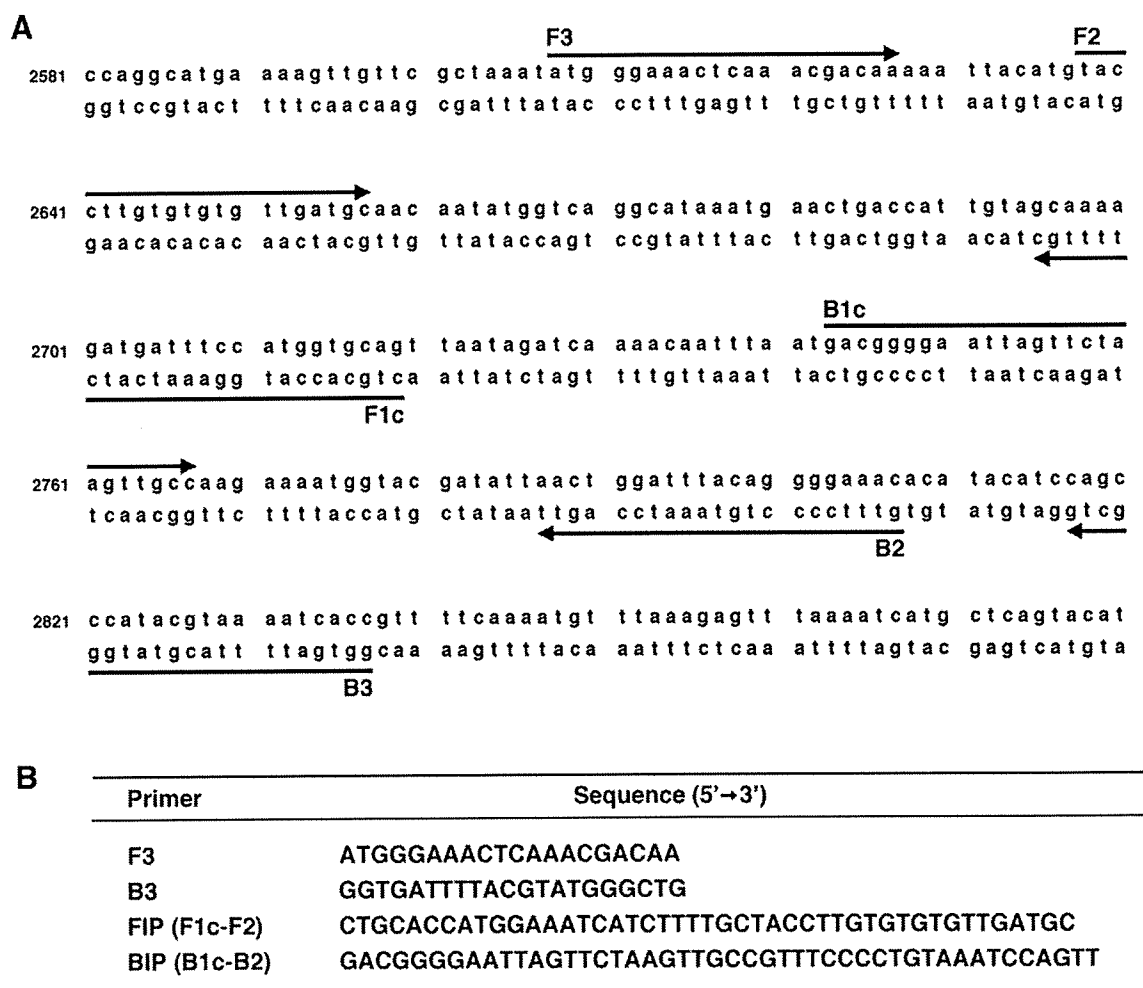 A
F3 F2
2581 ccaggcatga aaagttgttc gctaaatatg ggaaactcaa acgacaaaaa ttacatgtac
ggtccgtact tttcaacaag cgatttatac cctttgagtt tgctgttttt aatgtacatg
2641 cttgtgtgtg ttgatgcaac aatatggtca ggcataaatg aactgaccat tgtagcaaaa
gaacacacac aactacgttg ttataccagt ccgtatttac ttgactggta acatcgtttt
B1c
2701 gatgatttcc atggtgcagt taatagatca aaacaattta atgacgggga attagttcta
ctactaaagg taccacgtca attatctagt tttgttaaat tactgcccct taatcaagat
F1c
2761 agttgccaag aaaatggtac gatattaact ggatttacag gggaaacaca tacatccagc
tcaacggttc ttttaccatg ctataattga cctaaatgtc ccctttgtgt atgtaggtcg
B2
2821 ccatacgtaa aatcaccgtt ttcaaaatgt ttaaagagtt taaaatcatg ctcagtacat
ggtatgcatt ttagtggcaa aagttttaca aatttctcaa attttagtac gagtcatgta
B3
B
Primer Sequence (5'→3')
F3 ATGGGAAACTCAAACGACAA
B3 GGTGATTTTACGTATGGGCTG
FIP (F1c-F2) CTGCACCATGGAAATCATCTTTTGCTACCTTGTGTGTGTTGATGC
BIP (B1c-B2) GACGGGGAATTAGTTCTAAGTTGCCGTTTCCCCTGTAAATCCAGTT